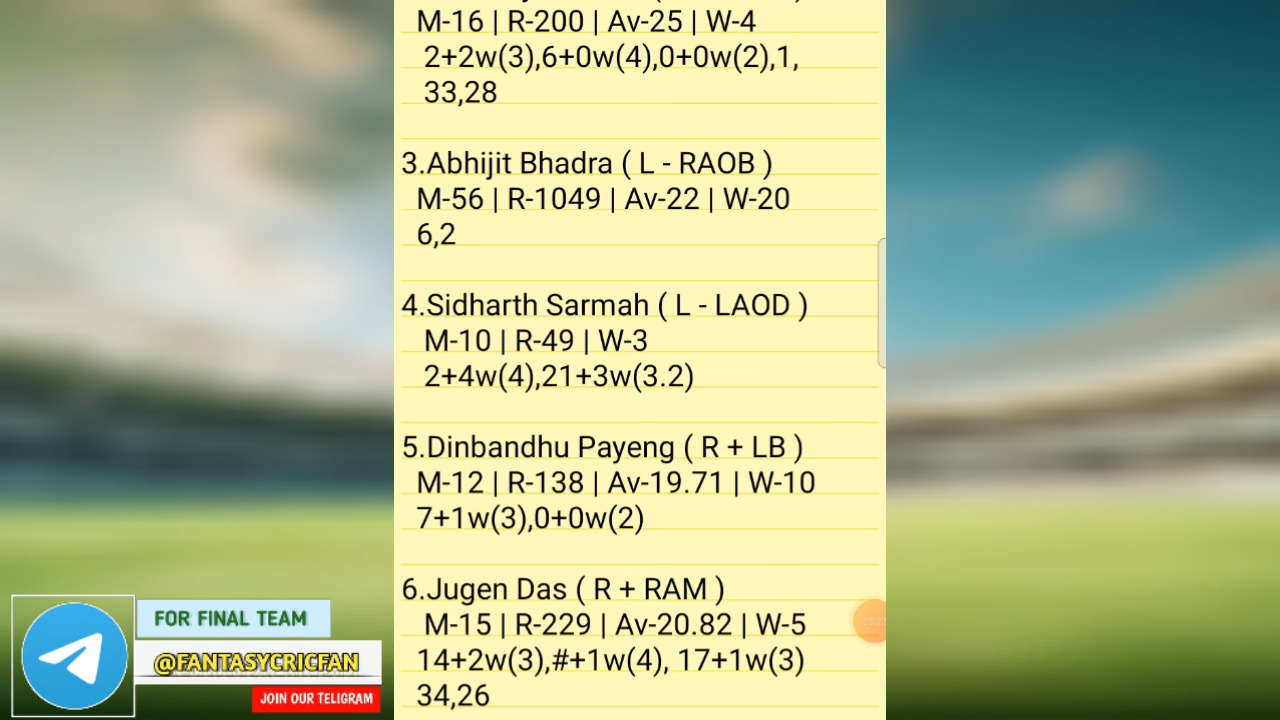 M-16 | R-200 | Av-25 | W-4
2+2w(3),6+0w(4),0+0w(2),1,
33,28
3.Abhijit Bhadra ( L - RAOB )
M-56 | R-1049 | Av-22 | W-20
6,2
4.Sidharth Sarmah ( L - LAOD )
M-10 | R-49 | W-3
2+4w(4),21+3w(3.2)
5.Dinbandhu Payeng ( R + LB )
M-12 | R-138 | Av-19.71 | W-10
7+1w(3),0+0w(2)
6.Jugen Das ( R + RAM )
M-15 | R-229 | Av-20.82 | W-5
14+2w(3),#+1w(4), 17+1w(3)
34,26
FOR FINAL TEAM
@FANTASYCRICFAN
JOIN OUR TELIGRAM